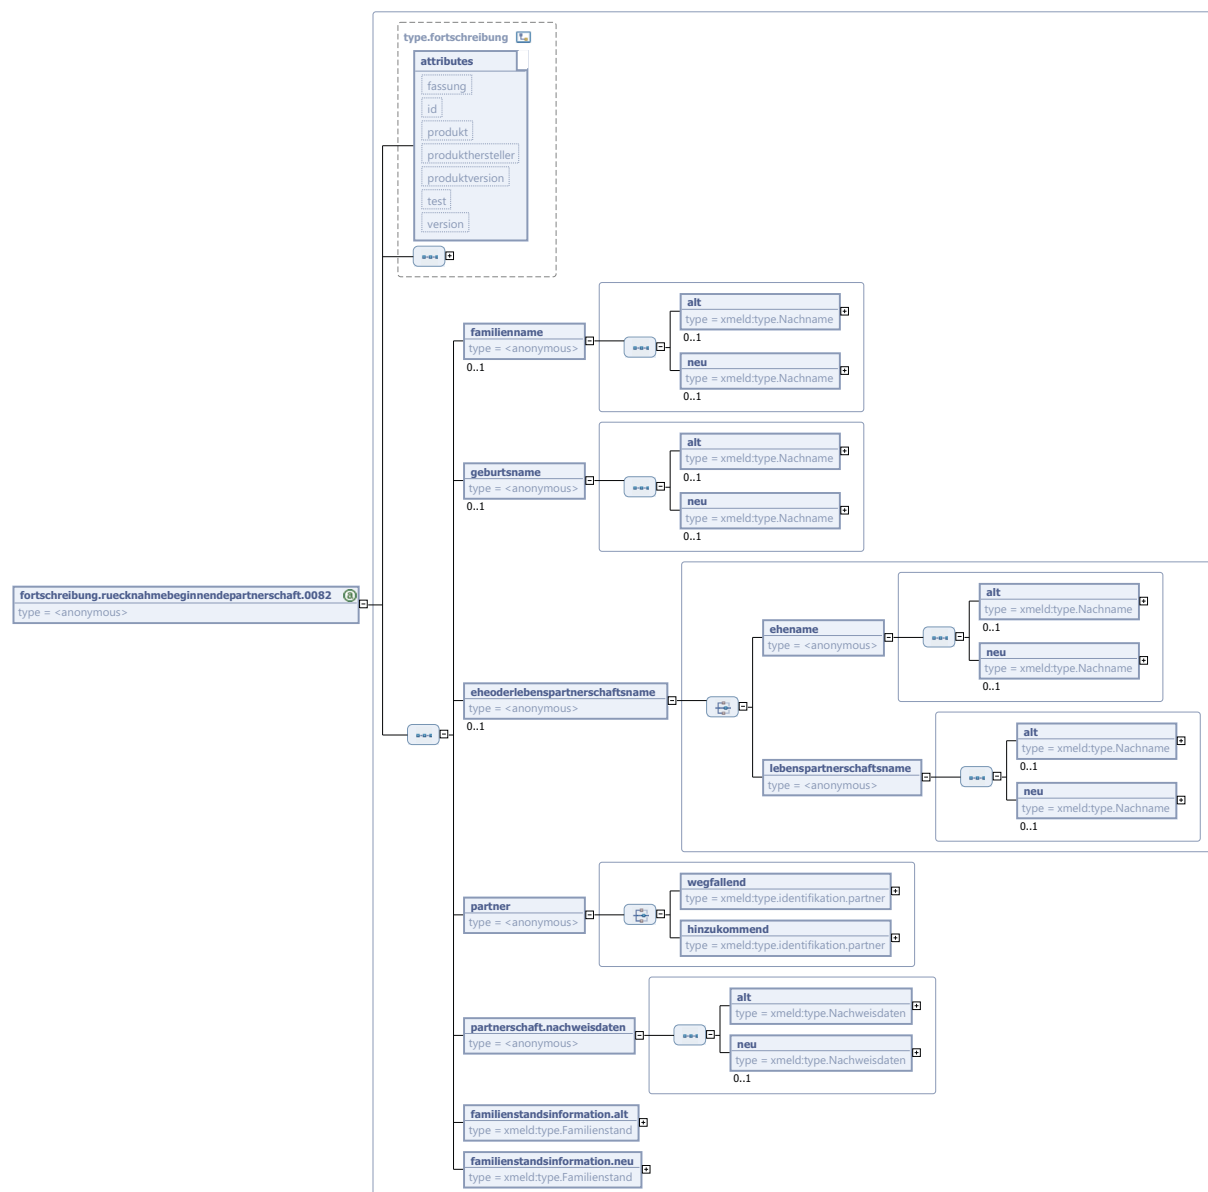 type.fortschreibung
attributes
fassung
id
produkt
produkthersteller
produktversion
test
version
familienname
type = <anonymous>
0..1
alt
type = xmeld:type.Nachname
0..1
neu
type = xmeld:type.Nachname
0..1
geburtsname
type = <anonymous>
0..1
alt
type = xmeld:type.Nachname
0..1
neu
type = xmeld:type.Nachname
0..1
fortschreibung.ruecknahmebeginnendepartnerschaft.0082
a
type = <anonymous>
eheoderlebenspartnerschaftsname
type = <anonymous>
0..1
ehename
type = <anonymous>
alt
type = xmeld:type.Nachname
0..1
neu
type = xmeld:type.Nachname
0..1
lebenspartnerschaftsname
type = <anonymous>
alt
type = xmeld:type.Nachname
0..1
neu
type = xmeld:type.Nachname
0..1
partner
type = <anonymous>
wegfallend
type = xmeld:type.identifikation.partner
hinzukommend
type = xmeld:type.identifikation.partner
partnerschaft.nachweisdaten
type = <anonymous>
alt
type = xmeld:type.Nachweisdaten
neu
type = xmeld:type.Nachweisdaten
0..1
familienstandsinformation.alt
type = xmeld:type.Familienstand
familienstandsinformation.neu
type = xmeld:type.Familienstand